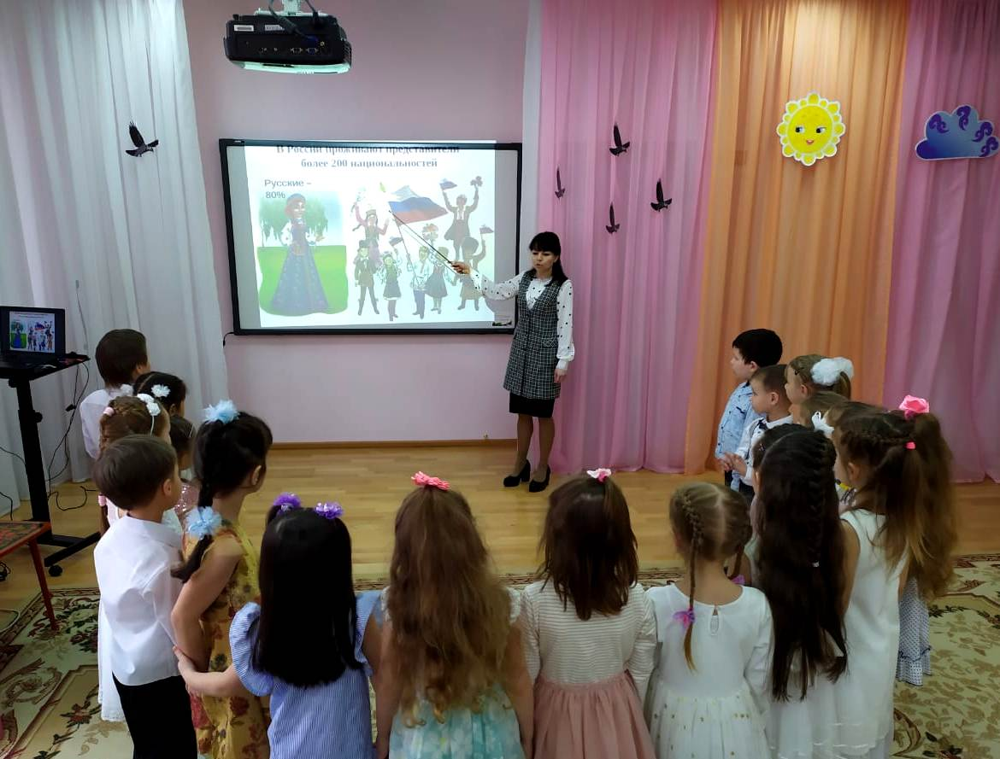 В России проживают представители
более 200 национальностей
Русские –
80%